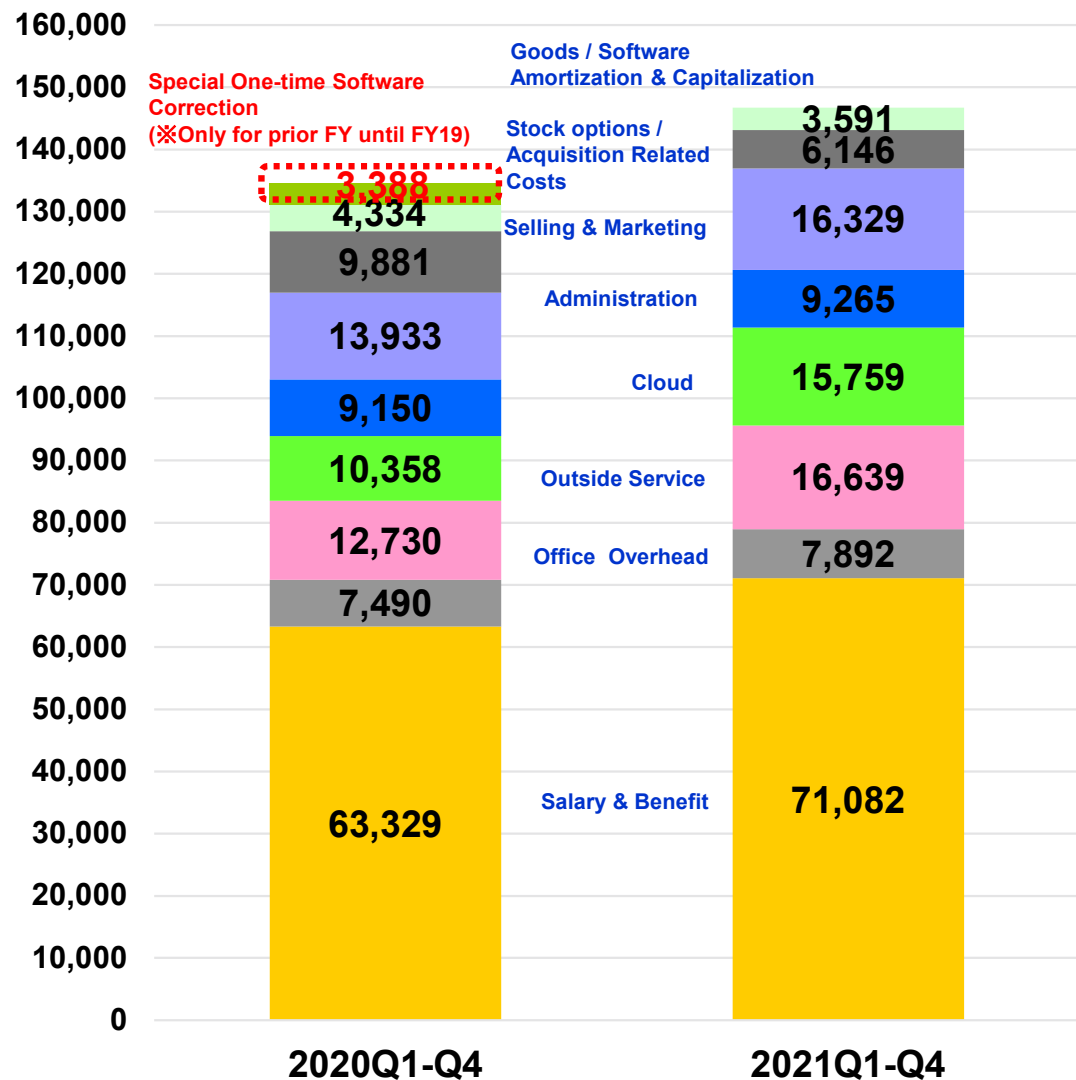 160,000
150,000
140,000
130,000
120,000
110,000
100,000
90,000
80,000
70,000
60,000
50,000
40,000
30,000
20,000
10,000
0
Special One-time Software
Correction
(※Only for prior FY until FY19)
3,388
4,334
9,881
13,933
9,150
10,358
12,730
7,490
63,329
Goods / Software
Amortization & Capitalization
Stock options /
Acquisition Related
Costs
Selling & Marketing
Administration
Cloud
Outside Service
Office  Overhead
Salary & Benefit
3,591
6,146
16,329
9,265
15,759
16,639
7,892
71,082
2020Q1-Q4
2021Q1-Q4